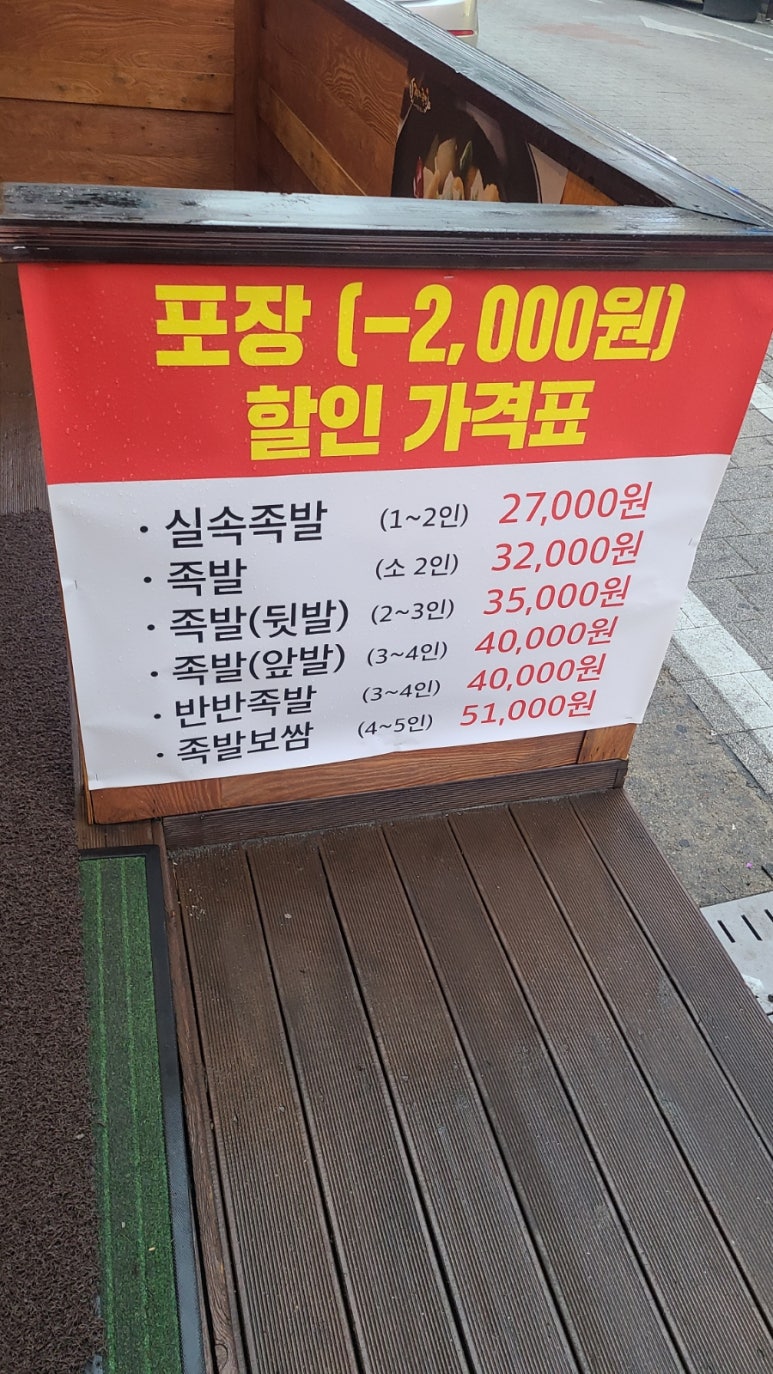 포장 (-2,000원)
할인 가격표
· 실속족발 (1~2인) 27,000원
· 족발 (소 2인) 32,000원
· 족발(뒷발) (2~3인) 35,000원
· 족발(앞발) (3~4인) 40,000원
· 반반족발 (3~4인) 40,000원
· 족발보쌈 (4~5인) 51,000원